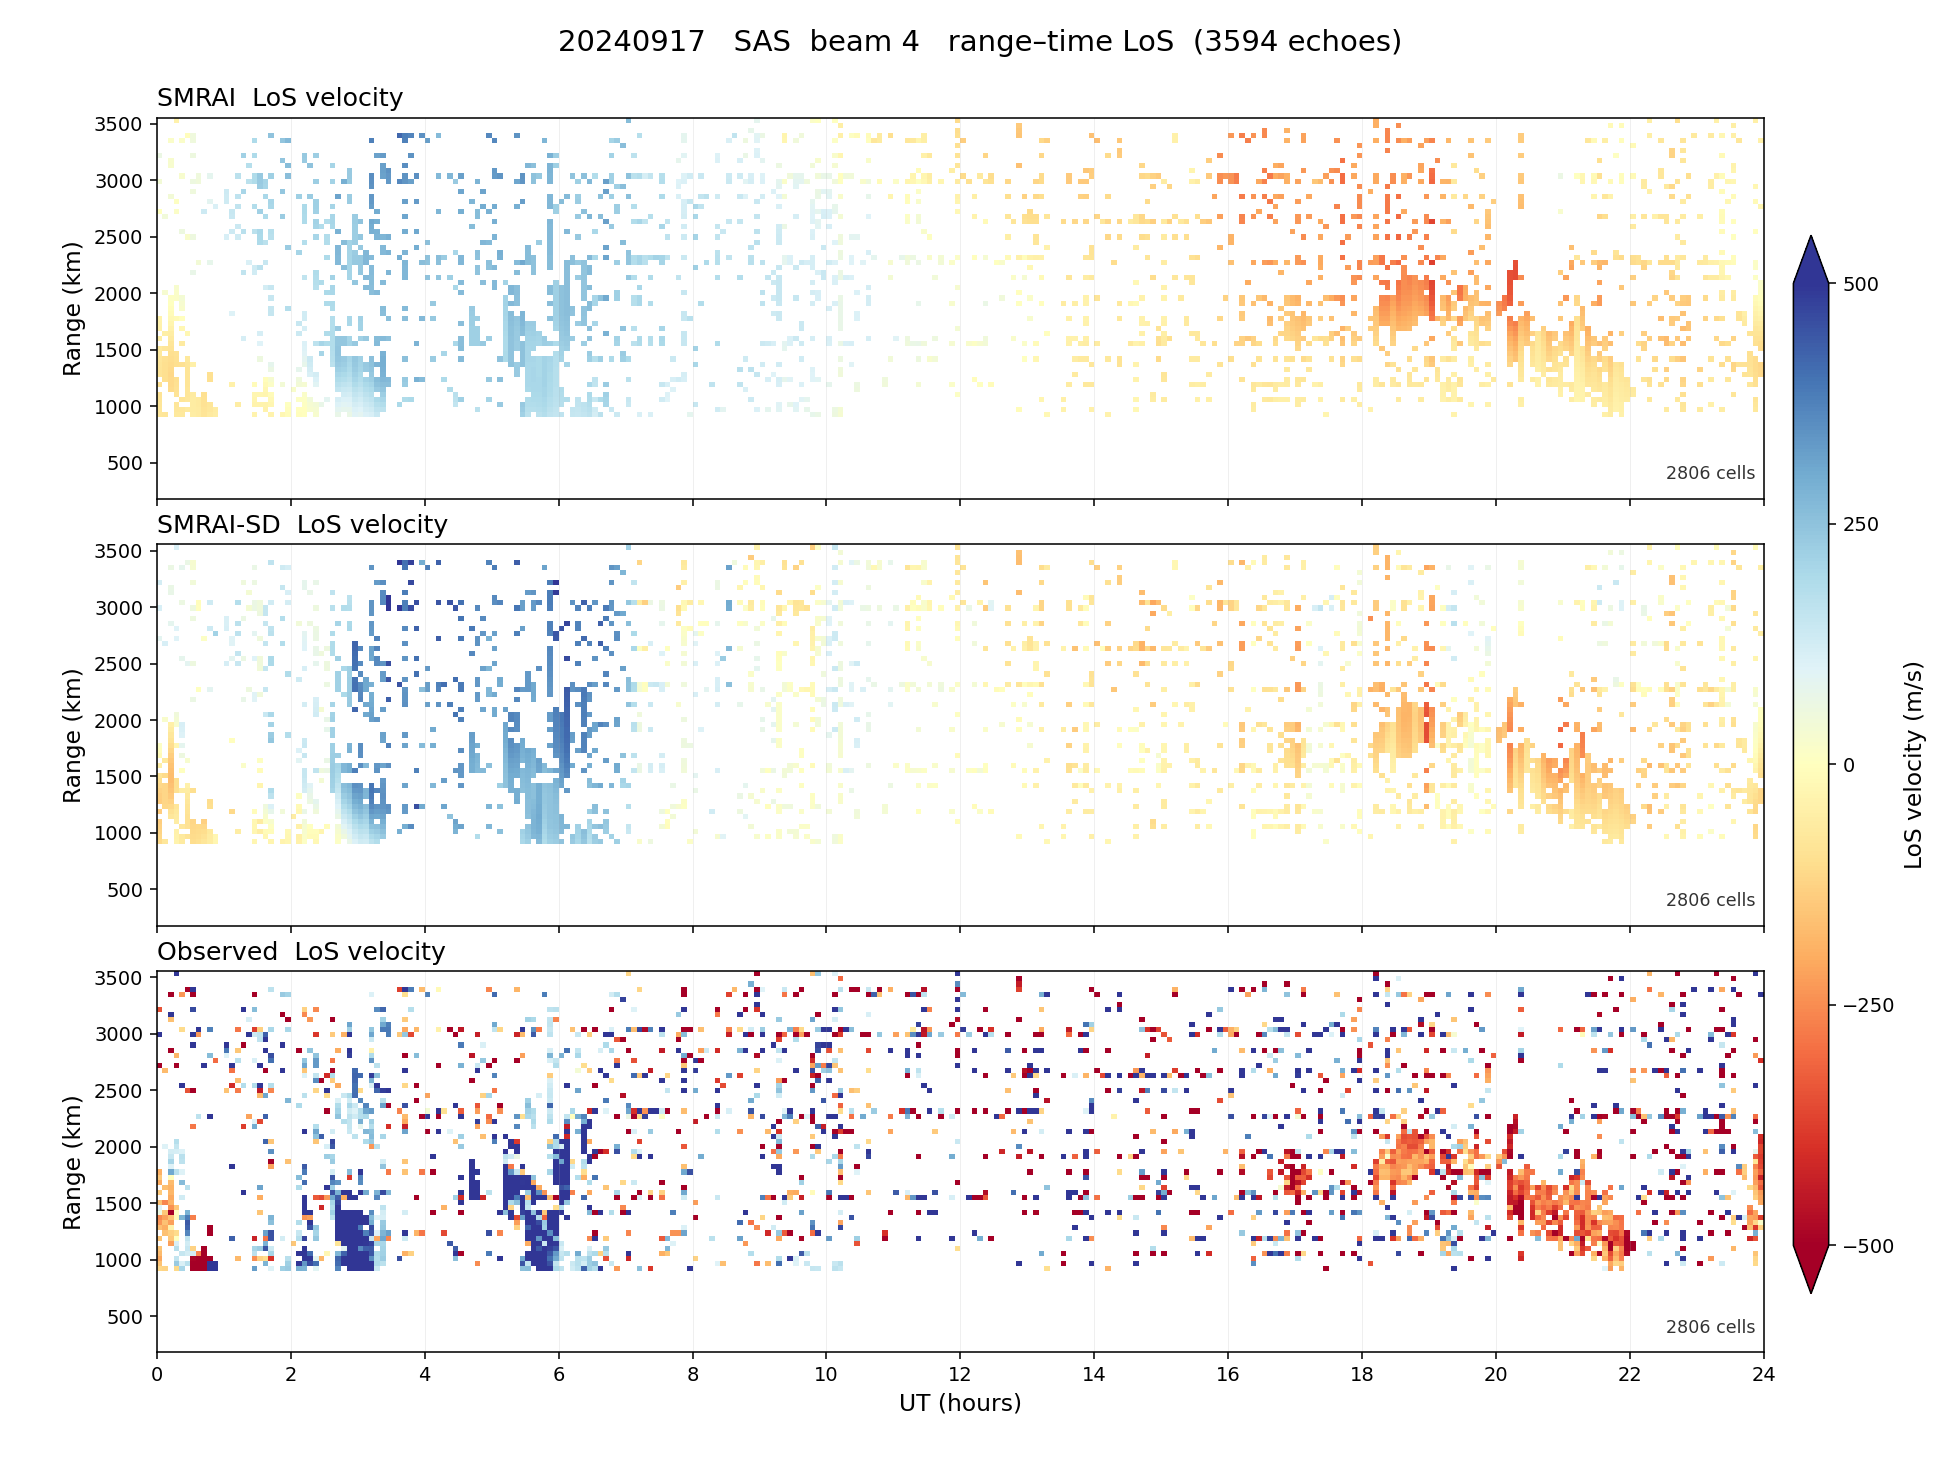 20240917   SAS  beam 4   range–time LoS  (3594 echoes)
SMRAI  LoS velocity
3500
3000
2500
2000
1500
1000
500
Range (km)
2806 cells
SMRAI-SD  LoS velocity
3500
3000
2500
2000
1500
1000
500
Range (km)
2806 cells
Observed  LoS velocity
3500
3000
2500
2000
1500
1000
500
Range (km)
2806 cells
0 2 4 6 8 10 12 14 16 18 20 22 24
UT (hours)
500
250
0
−250
−500
LoS velocity (m/s)